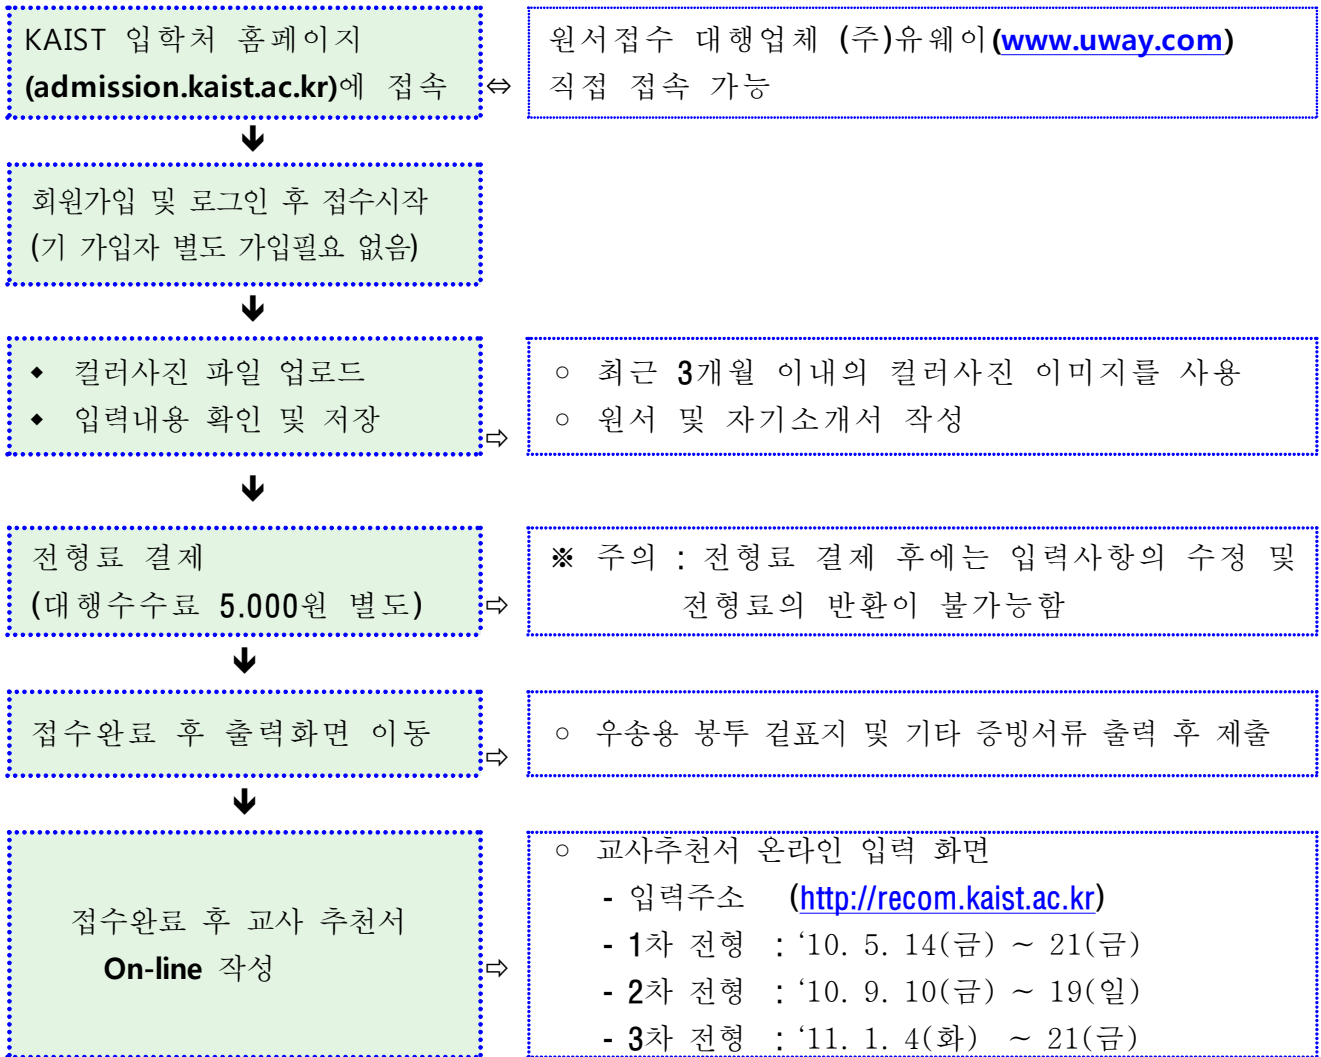 KAIST 입학처 홈페이지
(admission.kaist.ac.kr)에 접속
⇔
원서접수 대행업체 (주)유웨이(www.uway.com)
직접 접속 가능
회원가입 및 로그인 후 접수시작
(기 가입자 별도 가입필요 없음)
◆ 컬러사진 파일 업로드
◆ 입력내용 확인 및 저장
⇨
○ 최근 3개월 이내의 컬러사진 이미지를 사용
○ 원서 및 자기소개서 작성
전형료 결제
(대행수수료 5.000원 별도)
⇨
※ 주의 : 전형료 결제 후에는 입력사항의 수정 및
전형료의 반환이 불가능함
접수완료 후 출력화면 이동
⇨
○ 우송용 봉투 겉표지 및 기타 증빙서류 출력 후 제출
접수완료 후 교사 추천서
On-line 작성
⇨
○ 교사추천서 온라인 입력 화면
- 입력주소 (http://recom.kaist.ac.kr)
- 1차 전형 : ‘10. 5. 14(금) ~ 21(금)
- 2차 전형 : ‘10. 9. 10(금) ~ 19(일)
- 3차 전형 : ‘11. 1. 4(화) ~ 21(금)